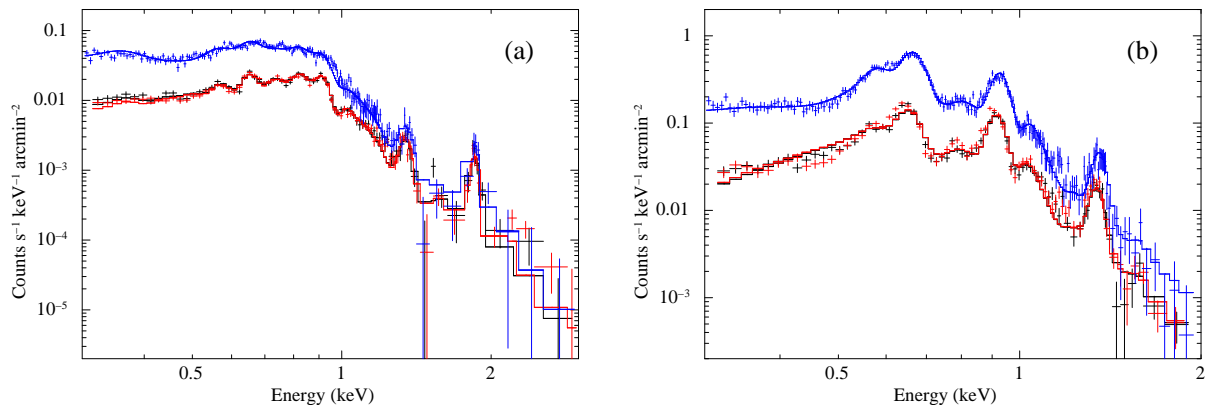 (a)
Counts s⁻¹ keV⁻¹ arcmin⁻²
0.1
0.01
10⁻³
10⁻⁴
10⁻⁵
0.5 1 2
Energy (keV)
(b)
Counts s⁻¹ keV⁻¹ arcmin⁻²
1
0.1
0.01
10⁻³
0.5 1 2
Energy (keV)